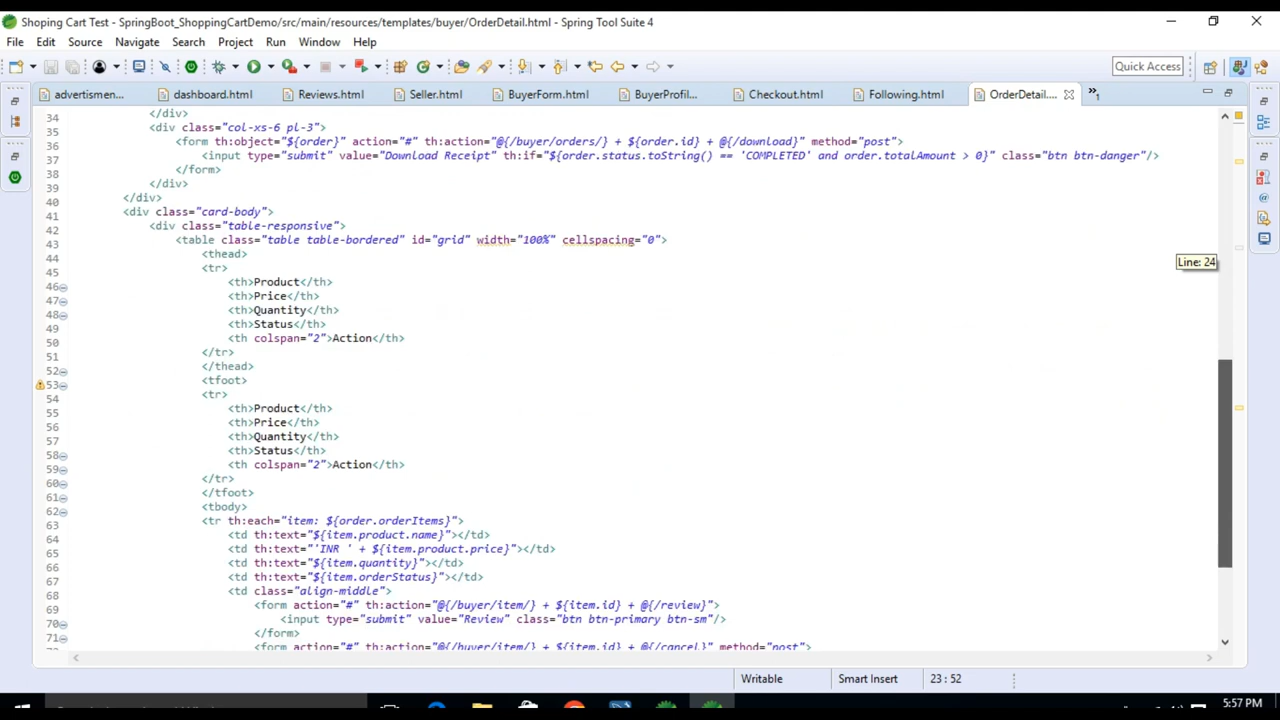 Shoping Cart Test - SpringBoot_ShoppingCartDemo/src/main/resources/templates/buyer/OrderDetail.html - Spring Tool Suite 4
File Edit Source Navigate Search Project Run Window Help
Quick Access
advertismen... dashboard.html Reviews.html Seller.html BuyerForm.html BuyerProfil... Checkout.html Following.html OrderDetail.... »1
34 </div>
35 <div class="col-xs-6 pl-3">
36 <form th:object="${order}" action="#" th:action="@{/buyer/orders/} + ${order.id} + @{/download}" method="post">
37 <input type="submit" value="Download Receipt" th:if="${order.status.toString() == 'COMPLETED' and order.totalAmount > 0}" class="btn btn-danger"/>
38 </form>
39 </div>
40 </div>
41 <div class="card-body">
42 <div class="table-responsive">
43 <table class="table table-bordered" id="grid" width="100%" cellspacing="0">
44 <thead>
45 <tr>
46 <th>Product</th>
47 <th>Price</th>
48 <th>Quantity</th>
49 <th>Status</th>
50 <th colspan="2">Action</th>
51 </tr>
52 </thead>
53 <tfoot>
54 <tr>
55 <th>Product</th>
56 <th>Price</th>
57 <th>Quantity</th>
58 <th>Status</th>
59 <th colspan="2">Action</th>
60 </tr>
61 </tfoot>
62 <tbody>
63 <tr th:each="item: ${order.orderItems}">
64 <td th:text="${item.product.name}"></td>
65 <td th:text="'INR ' + ${item.product.price}"></td>
66 <td th:text="${item.quantity}"></td>
67 <td th:text="${item.orderStatus}"></td>
68 <td class="align-middle">
69 <form action="#" th:action="@{/buyer/item/} + ${item.id} + @{/review}">
70 <input type="submit" value="Review" class="btn btn-primary btn-sm"/>
71 </form>
<form action="#" th:action="@{/buyer/item/} + ${item.id} + @{/cancel}" method="post">
Line: 24
Writable Smart Insert 23 : 52
5:57 PM